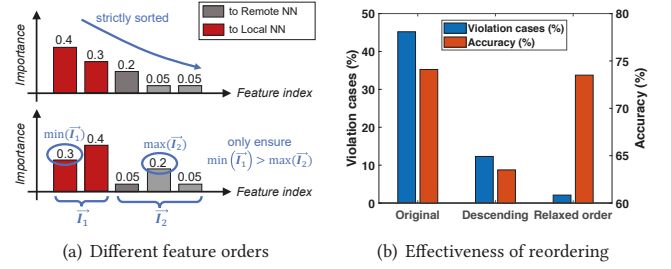 strictly sorted
to Remote NN
to Local NN
Importance
0.4
0.3
0.2
0.05
0.05
Feature index
Importance
min(I₁)
0.3
0.4
0.05
max(I₂)
0.2
0.05
only ensure
min(I₁) > max(I₂)
Feature index
I₁
I₂
(a) Different feature orders
Violation cases (%)
Accuracy (%)
50
40
30
20
10
0
Violation cases (%)
80
75
70
65
60
Accuracy (%)
Original
Descending
Relaxed order
(b) Effectiveness of reordering